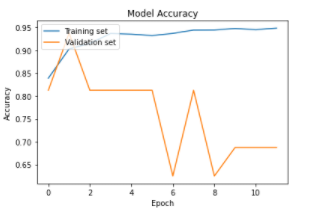 Model Accuracy
Training set
Validation set
0.95
0.90
0.85
0.80
0.75
0.70
0.65
Accuracy
0 2 4 6 8 10
Epoch